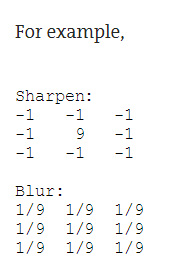 For example,
Sharpen:
-1 -1 -1
-1 9 -1
-1 -1 -1
Blur:
1/9 1/9 1/9
1/9 1/9 1/9
1/9 1/9 1/9